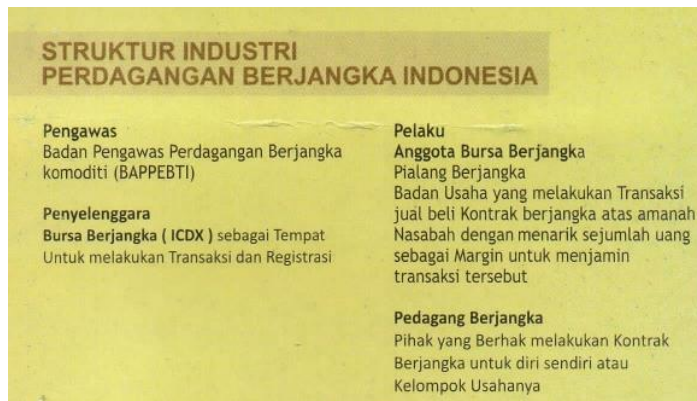 STRUKTUR INDUSTRI
PERDAGANGAN BERJANGKA INDONESIA
Pengawas
Badan Pengawas Perdagangan Berjangka
komoditi (BAPPEBTI)
Penyelenggara
Bursa Berjangka ( ICDX ) sebagai Tempat
Untuk melakukan Transaksi dan Registrasi
Pelaku
Anggota Bursa Berjangka
Pialang Berjangka
Badan Usaha yang melakukan Transaksi
jual beli Kontrak berjangka atas amanah
Nasabah dengan menarik sejumlah uang
sebagai Margin untuk menjamin
transaksi tersebut
Pedagang Berjangka
Pihak yang Berhak melakukan Kontrak
Berjangka untuk diri sendiri atau
Kelompok Usahanya